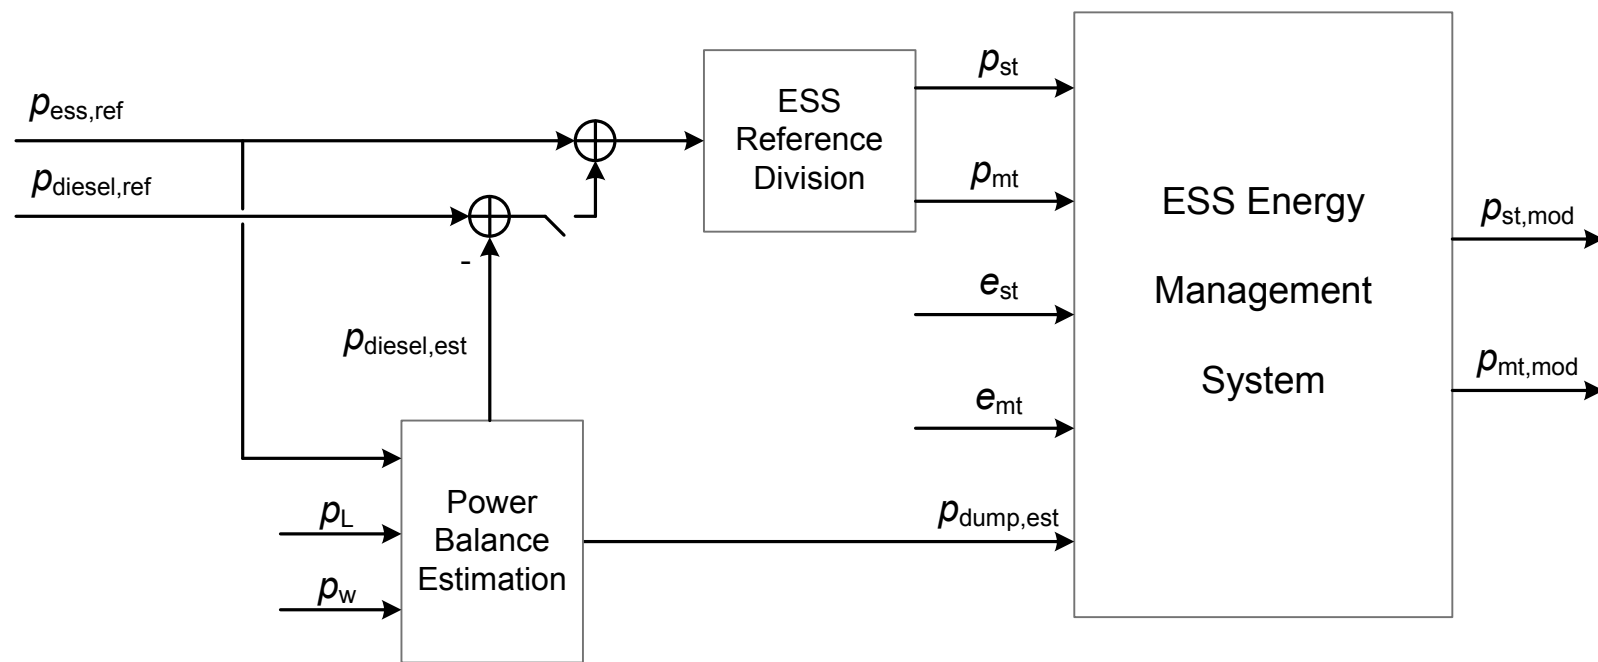 p_ess,ref
p_diesel,ref
-
p_diesel,est
p_L
p_w
Power
Balance
Estimation
ESS
Reference
Division
p_st
p_mt
e_st
e_mt
p_dump,est
ESS Energy
Management
System
p_st,mod
p_mt,mod